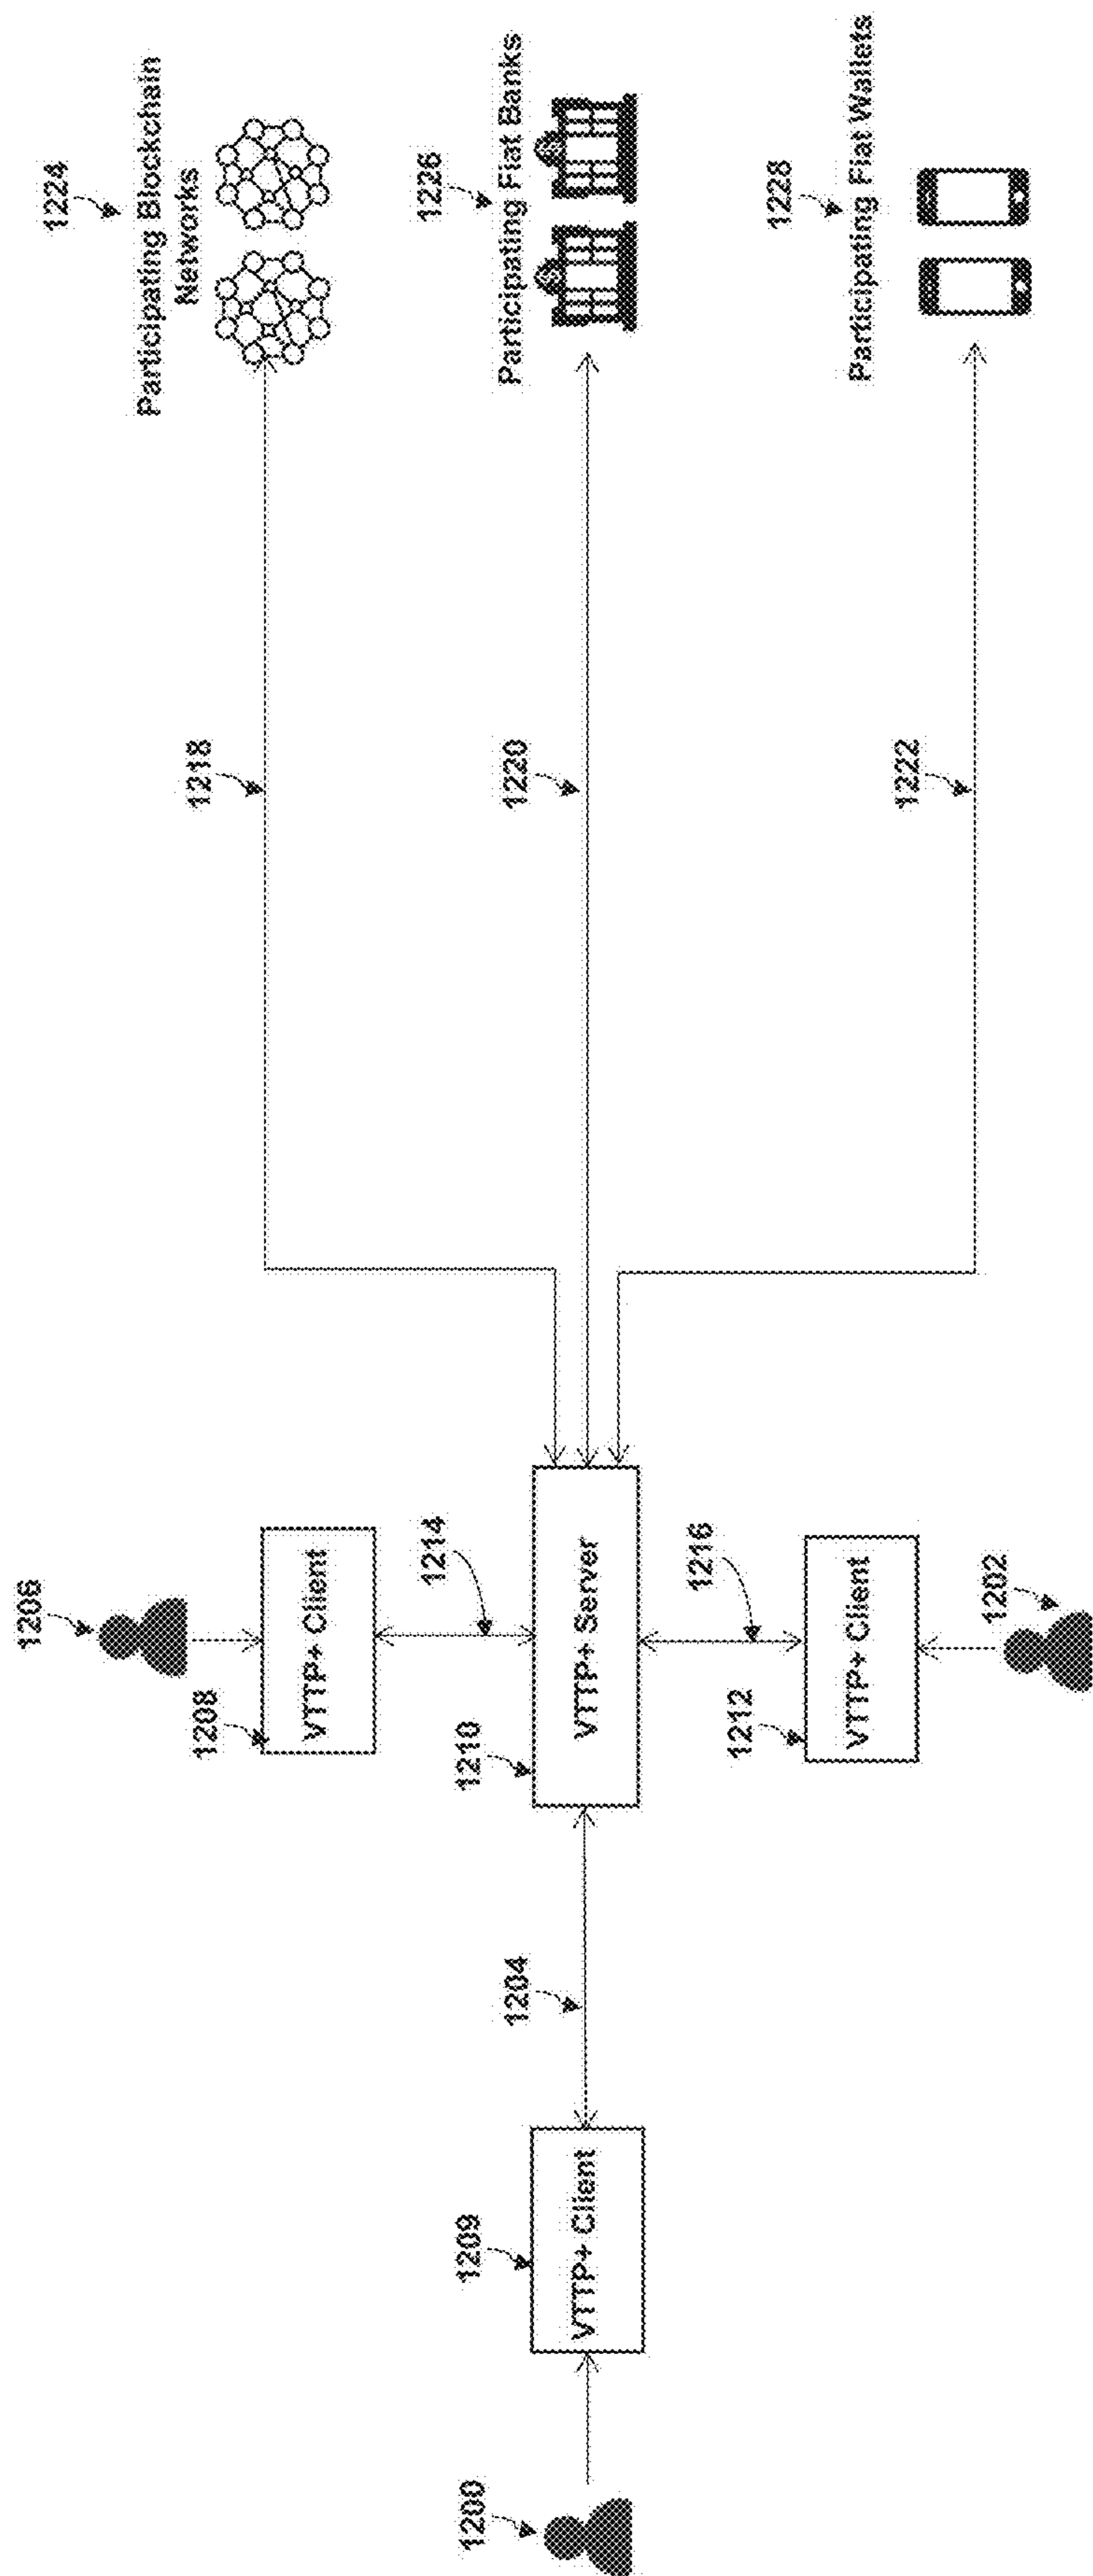 1206
1224
Participating Blockchain
Networks
1208
1218
VTTP+ Client
1214
1226
1200
1209
1210
Participating Fiat Banks
1204
1220
VTTP+ Client
VTTP+ Server
1216
1212
1228
VTTP+ Client
Participating Fiat Wallets
1222
1202